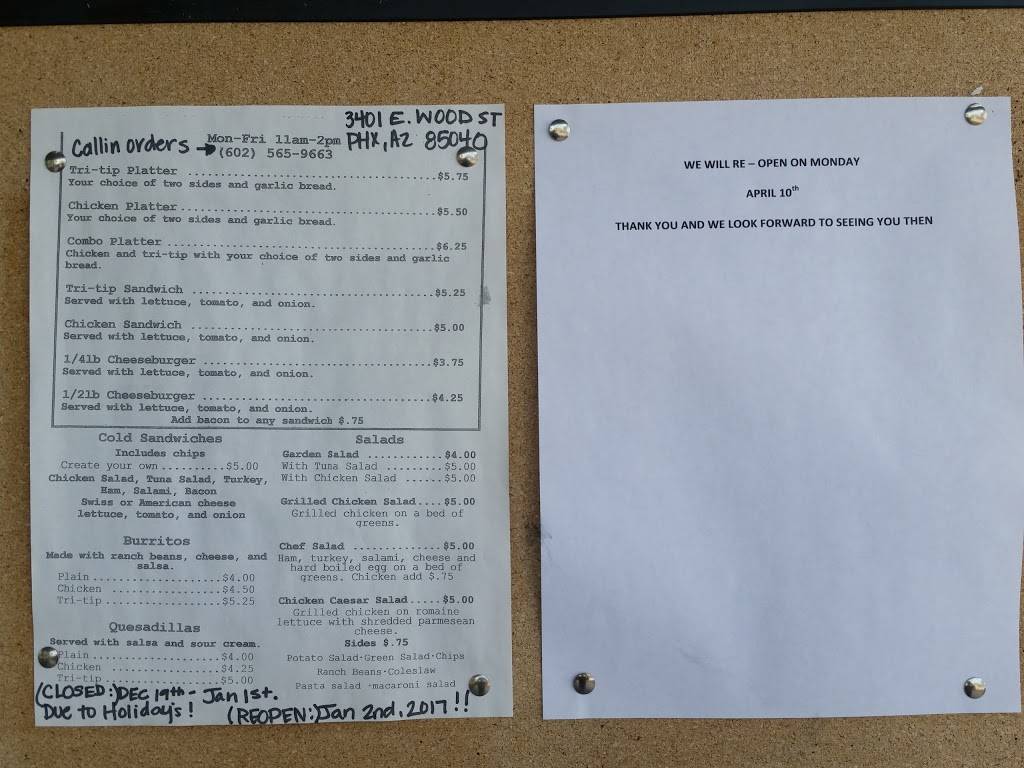 3401 E. WOOD ST
PHX, AZ 85040
Callin orders → Mon-Fri 11am-2pm
(602) 565-9663
Tri-tip Platter ..............................$5.75
Your choice of two sides and garlic bread.
Chicken Platter ..............................$5.50
Your choice of two sides and garlic bread.
Combo Platter ..............................$6.25
Chicken and tri-tip with your choice of two sides and garlic
bread.
Tri-tip Sandwich ..............................$5.25
Served with lettuce, tomato, and onion.
Chicken Sandwich ..............................$5.00
Served with lettuce, tomato, and onion.
1/4lb Cheeseburger ..............................$3.75
Served with lettuce, tomato, and onion.
1/2lb Cheeseburger ..............................$4.25
Served with lettuce, tomato, and onion.
Add bacon to any sandwich $.75
Cold Sandwiches
Includes chips
Create your own .........$5.00
Chicken Salad, Tuna Salad, Turkey,
Ham, Salami, Bacon
Swiss or American cheese
lettuce, tomato, and onion
Burritos
Made with ranch beans, cheese, and
salsa.
Plain ...................$4.00
Chicken .................$4.50
Tri-tip .................$5.25
Quesadillas
Served with salsa and sour cream.
Plain ...................$4.00
Chicken ................$4.25
Tri-tip .................$5.00
Salads
Garden Salad ...........$4.00
With Tuna Salad ........$5.00
With Chicken Salad ......$5.00
Grilled Chicken Salad....$5.00
Grilled chicken on a bed of
greens.
Chef Salad .............$5.00
Ham, turkey, salami, cheese and
hard boiled egg on a bed of
greens. Chicken add $.75
Chicken Caesar Salad.....$5.00
Grilled chicken on romaine
lettuce with shredded parmesean
cheese.
Sides $.75
Potato Salad·Green Salad·Chips
Ranch Beans·Coleslaw
Pasta salad ·macaroni salad
(CLOSED:) DEC 19th - Jan 1st.
Due to Holiday's! (REOPEN:) Jan 2nd, 2017!!
WE WILL RE – OPEN ON MONDAY
APRIL 10th
THANK YOU AND WE LOOK FORWARD TO SEEING YOU THEN